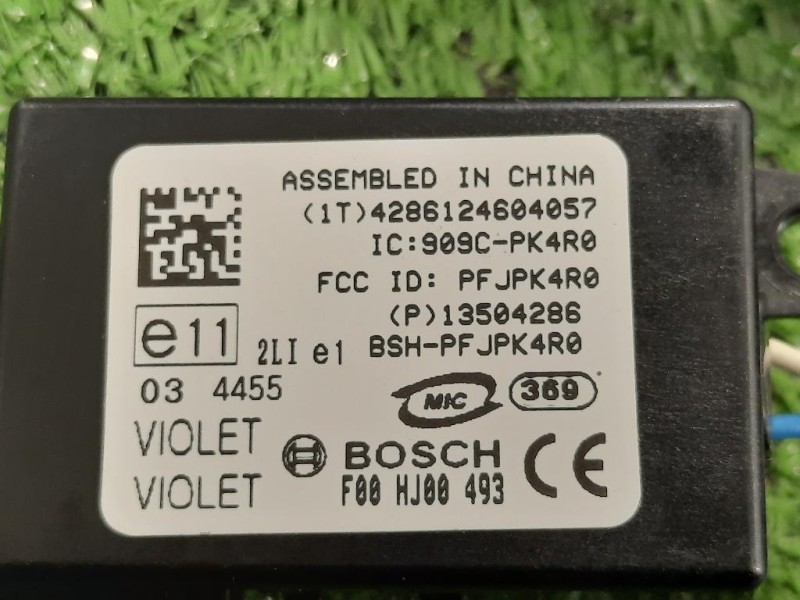 ASSEMBLED IN CHINA
(1T)4286124604057
IC:909C-PK4R0
FCC ID: PFJPK4R0
(P)13504286
e11 2LI e1 BSH-PFJPK4R0
03 4455 MIC 369
VIOLET
VIOLET
BOSCH CE
F00 HJ00 493